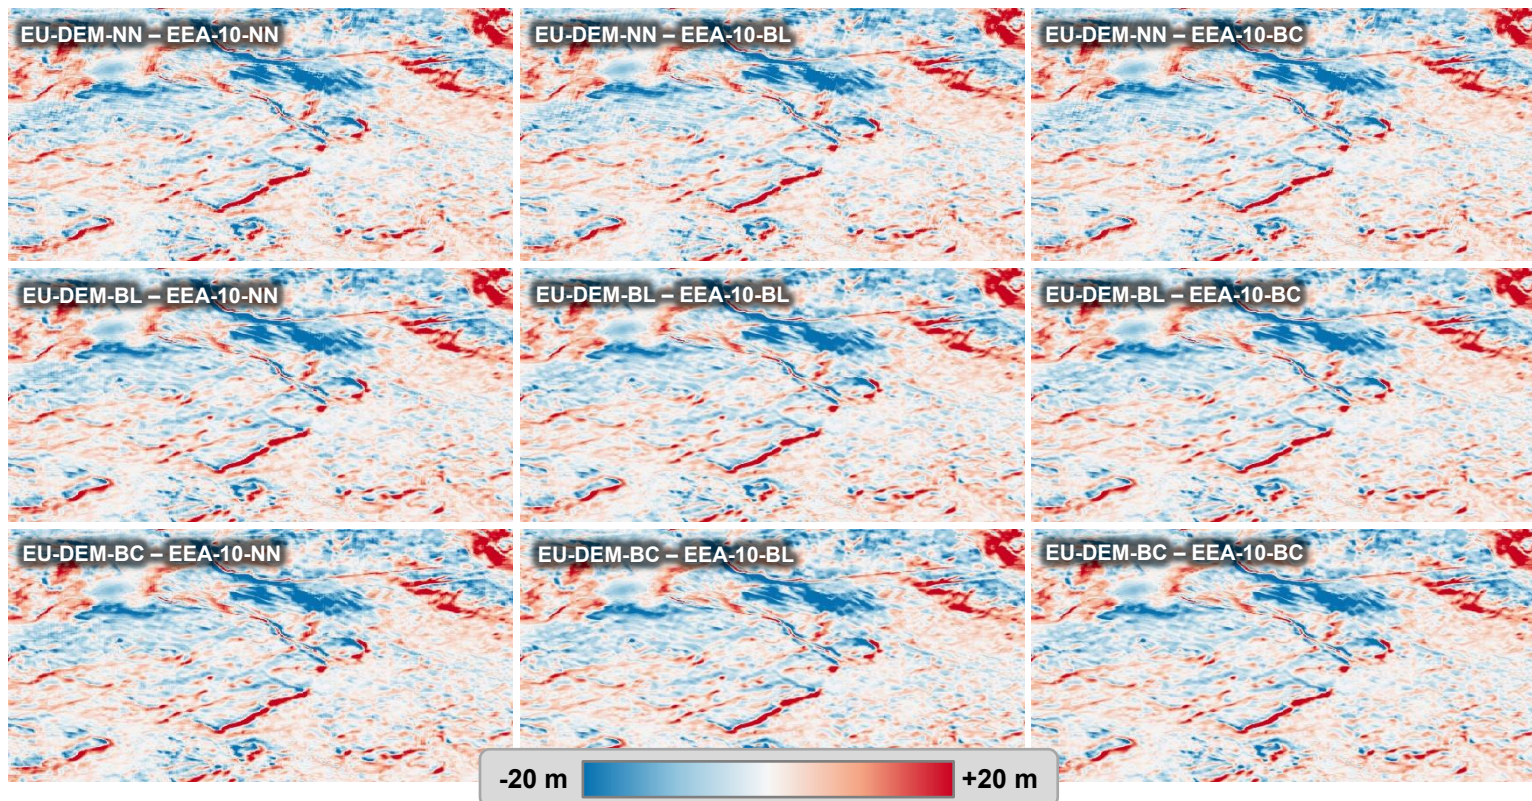 EU-DEM-NN – EEA-10-NN
EU-DEM-NN – EEA-10-BL
EU-DEM-NN – EEA-10-BC
EU-DEM-BL – EEA-10-NN
EU-DEM-BL – EEA-10-BL
EU-DEM-BL – EEA-10-BC
EU-DEM-BC – EEA-10-NN
EU-DEM-BC – EEA-10-BL
EU-DEM-BC – EEA-10-BC
-20 m +20 m